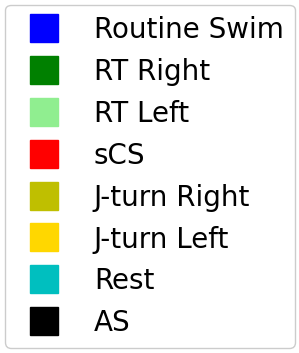 Routine Swim
RT Right
RT Left
sCS
J-turn Right
J-turn Left
Rest
AS